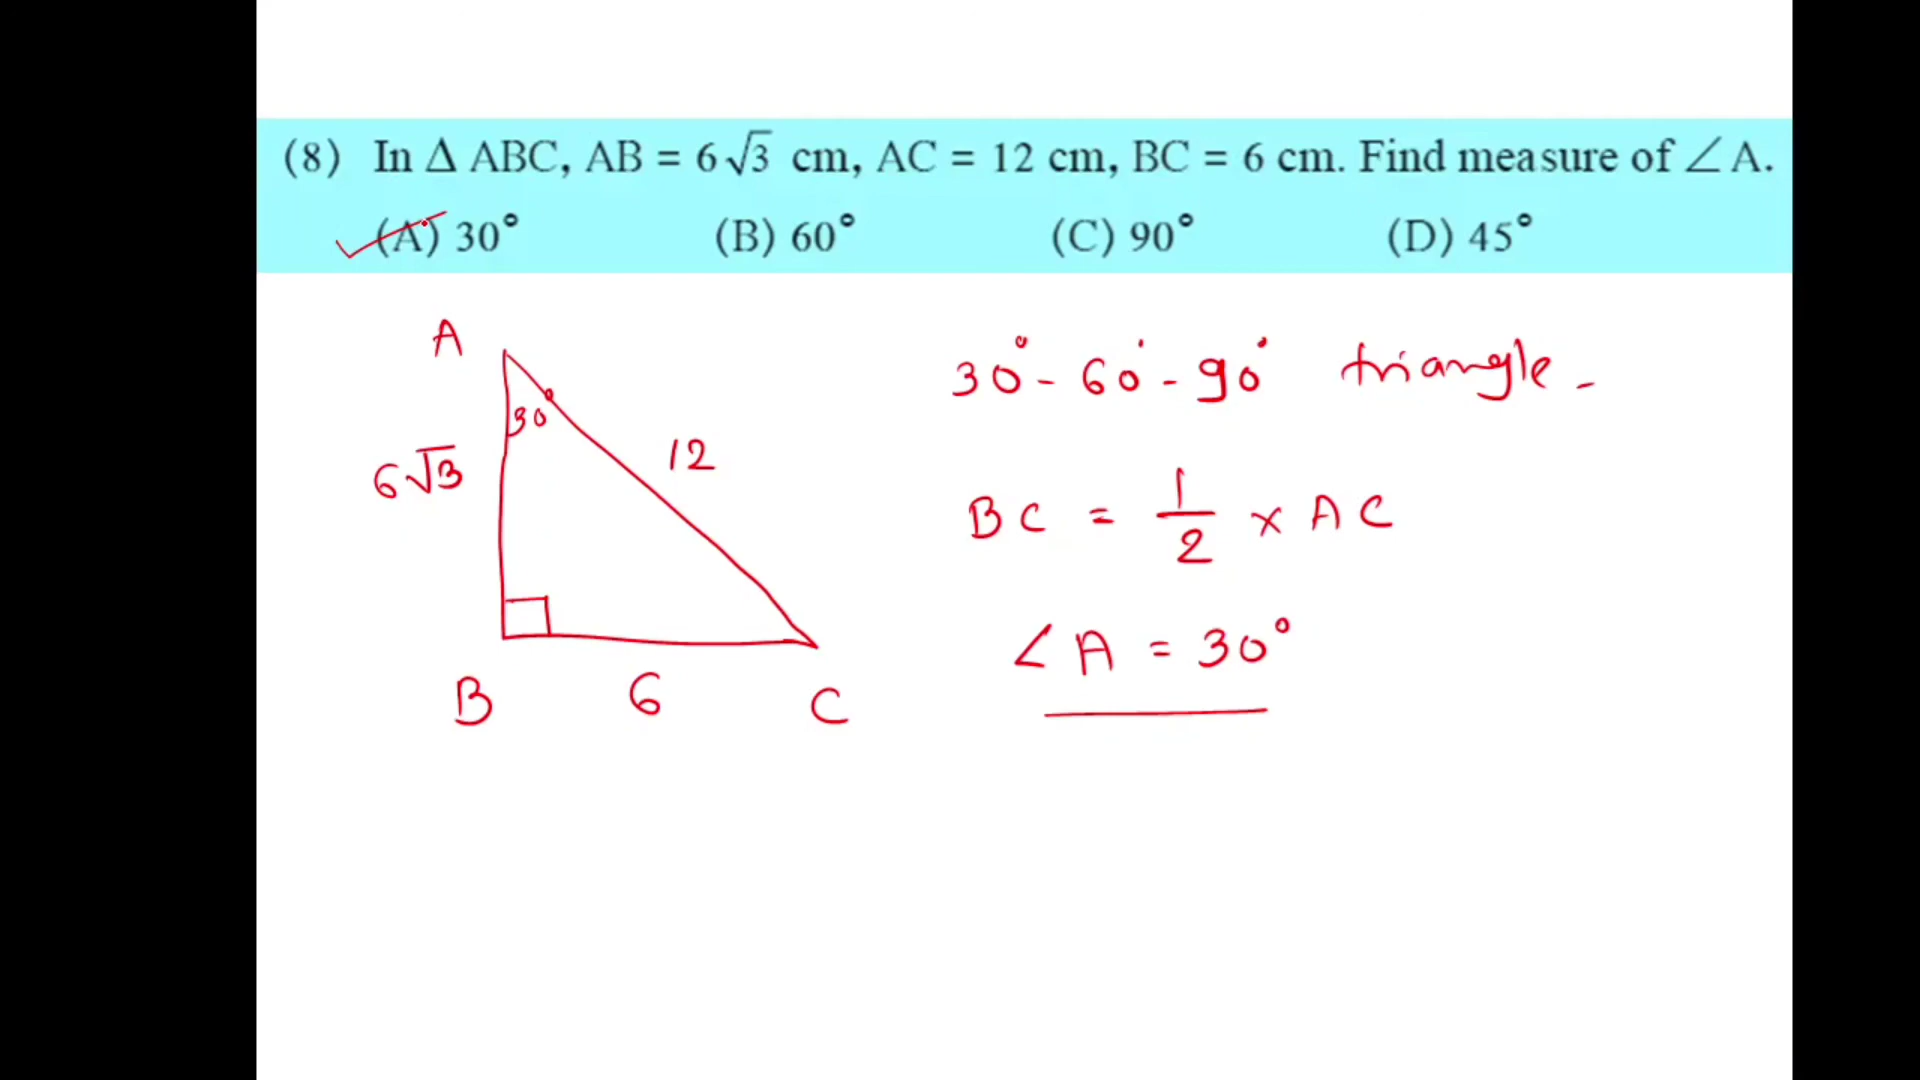 (8) In Δ ABC, AB = 6√3 cm, AC = 12 cm, BC = 6 cm. Find measure of ∠A.
(A) 30° (B) 60° (C) 90° (D) 45°
A
30°
6√3
12
B
6
C
30° - 60° - 90° triangle -
BC = 1/2 × AC
∠A = 30°